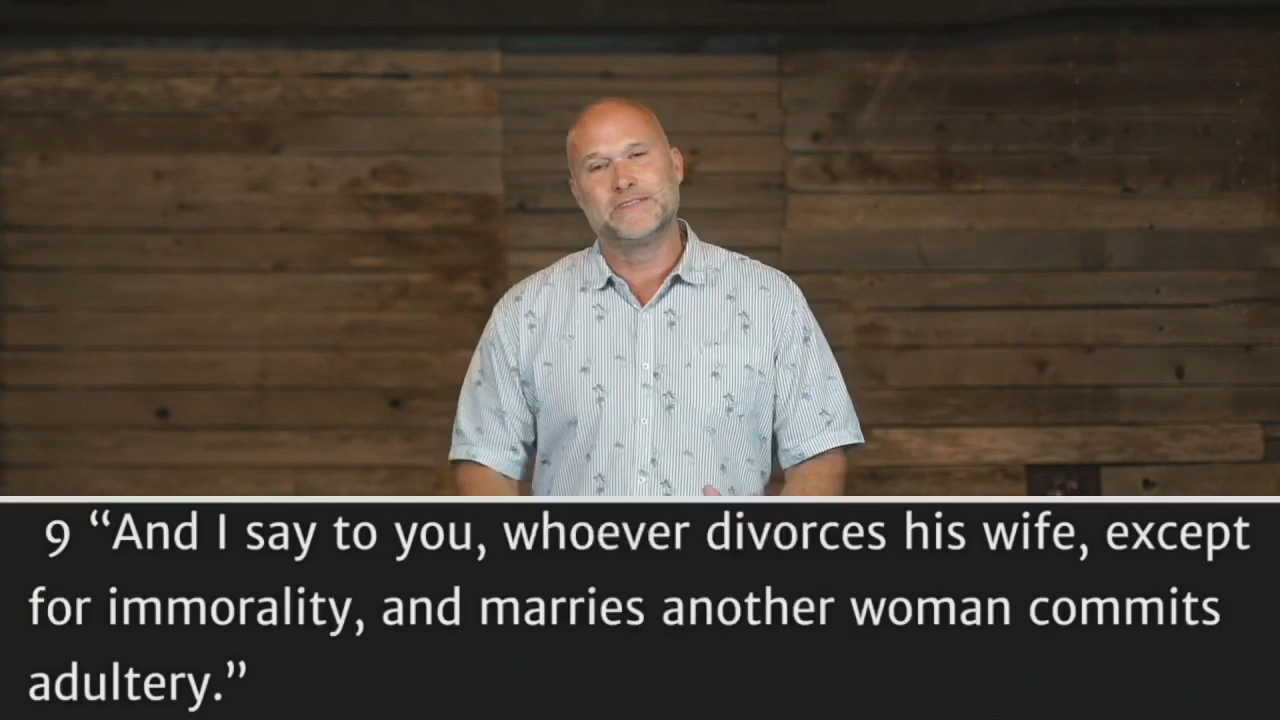 9 “And I say to you, whoever divorces his wife, except
for immorality, and marries another woman commits
adultery.”